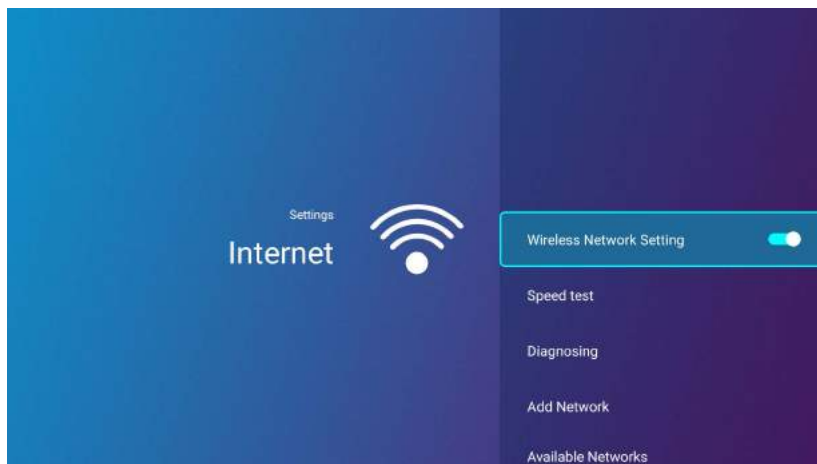 Settings
Internet
Wireless Network Setting
Speed test
Diagnosing
Add Network
Available Networks